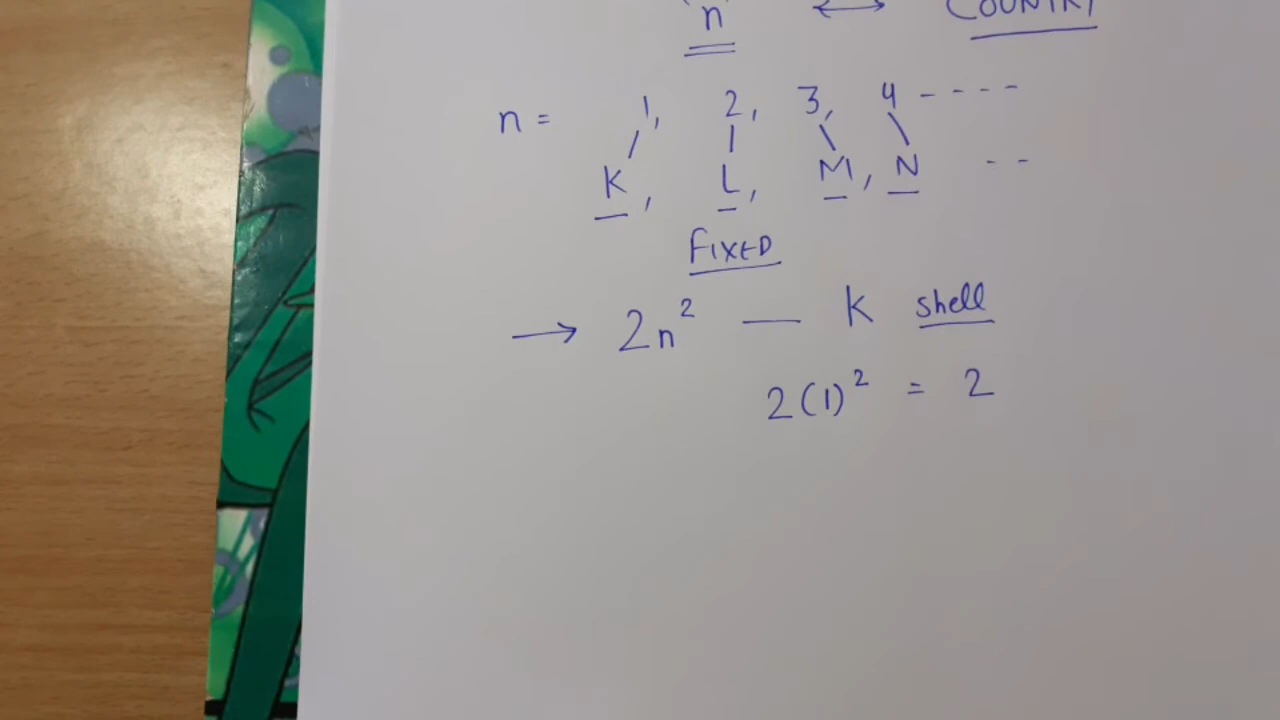 'n' ↔ COUNTRY
n = 1, 2, 3, 4 - - - -
K, L, M, N - -
FIXED
→ 2n² — K shell
2(1)² = 2